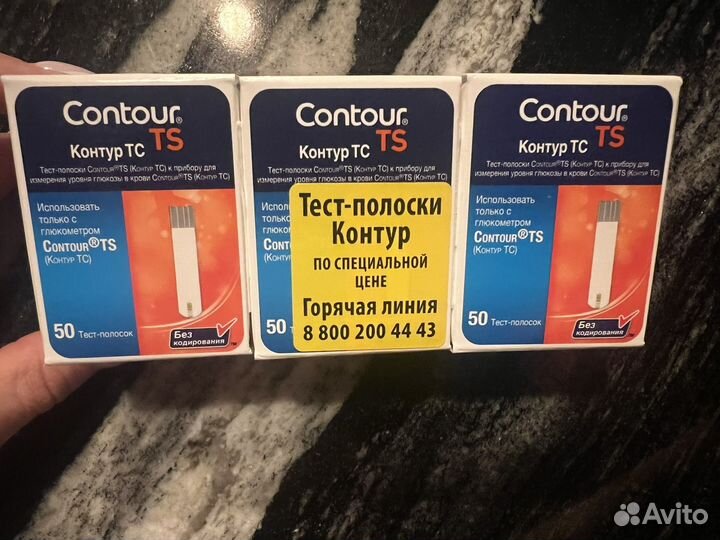 Contour®
TS
Контур ТС
Тест-полоски CONTOUR®TS (КОНТУР ТС) к прибору для
измерения уровня глюкозы в крови CONTOUR®TS (КОНТУР ТС)
Использовать
только с
глюкометром
CONTOUR®TS
(КОНТУР ТС)
50 Тест-полосок
Без
кодирования
TM
Contour®
TS
Контур ТС
Тест-полоски CONTOUR®TS (КОНТУР ТС) к прибору для
измерения уровня глюкозы в крови CONTOUR®TS (КОНТУР ТС)
50
Тест-полоски
Контур
ПО СПЕЦИАЛЬНОЙ
ЦЕНЕ
Горячая линия
8 800 200 44 43
Contour®
TS
Контур ТС
Тест-полоски CONTOUR®TS (КОНТУР ТС) к прибору для
измерения уровня глюкозы в крови CONTOUR®TS (КОНТУР ТС)
Использовать
только с
глюкометром
CONTOUR®TS
(КОНТУР ТС)
50 Тест-полосок
Без
кодирования
TM
Avito